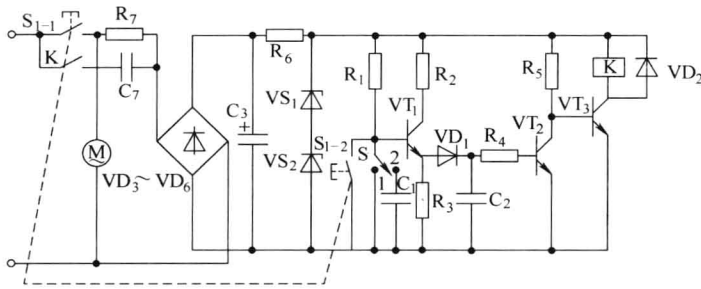 S₁₋₁
R₇
K
C₇
M
VD₃~VD₆
C₃
+
R₆
VS₁
VS₂
S₁₋₂
R₁
S
1
2
C₁
VT₁
R₂
VD₁
R₃
C₂
R₄
R₅
VT₂
VT₃
K
VD₂